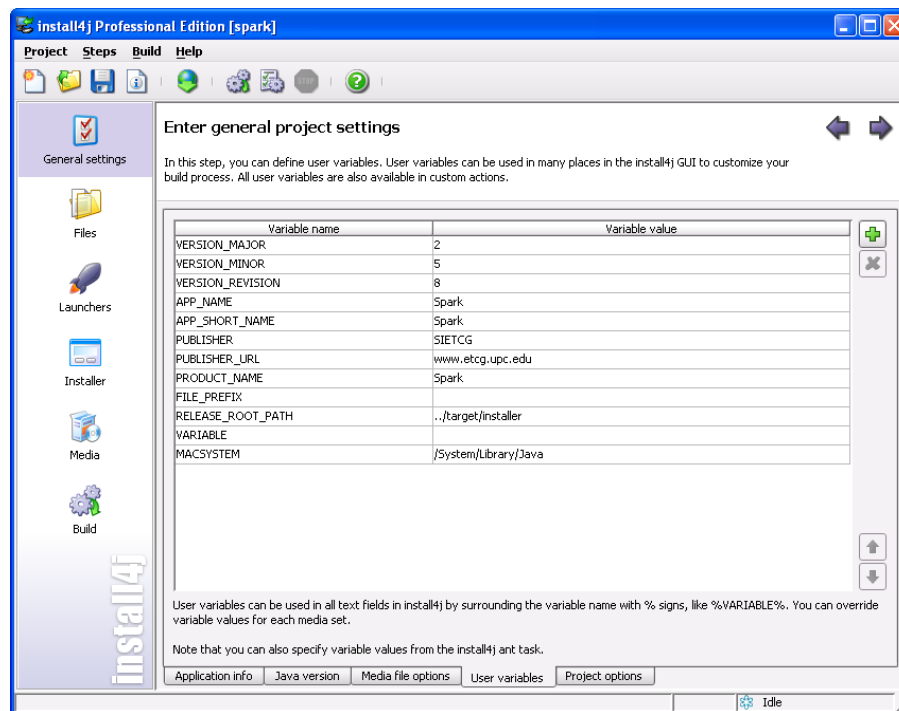 install4j Professional Edition [spark]
Project Steps Build Help
STOP
General settings
Files
Launchers
Installer
Media
Build
install4j
Enter general project settings
In this step, you can define user variables. User variables can be used in many places in the install4j GUI to customize your
build process. All user variables are also available in custom actions.
Variable name Variable value
VERSION_MAJOR 2
VERSION_MINOR 5
VERSION_REVISION 8
APP_NAME Spark
APP_SHORT_NAME Spark
PUBLISHER SIETCG
PUBLISHER_URL www.etcg.upc.edu
PRODUCT_NAME Spark
FILE_PREFIX
RELEASE_ROOT_PATH ../target/installer
VARIABLE
MACSYSTEM /System/Library/Java
User variables can be used in all text fields in install4j by surrounding the variable name with % signs, like %VARIABLE%. You can override
variable values for each media set.
Note that you can also specify variable values from the install4j ant task.
Application info Java version Media file options User variables Project options
Idle